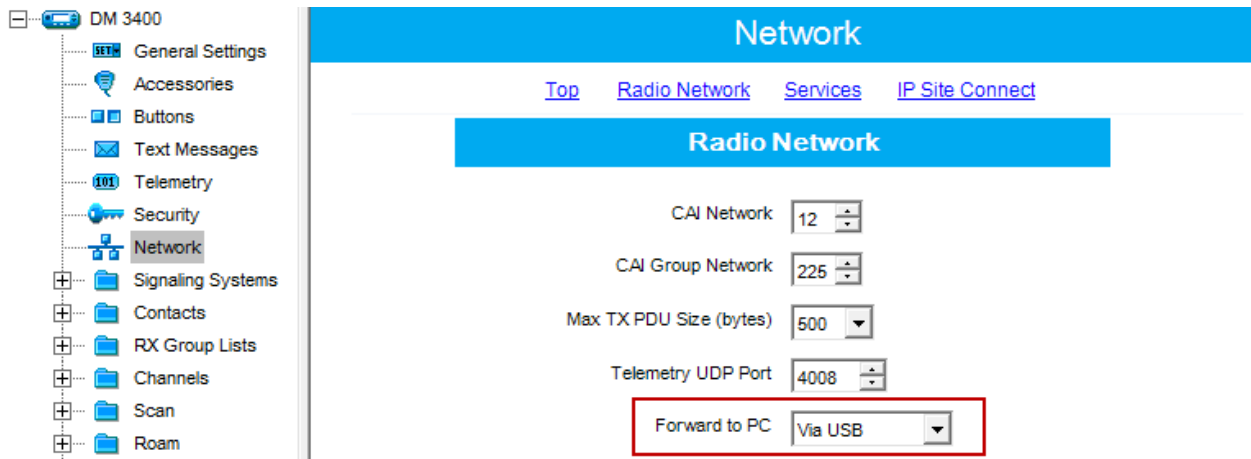 DM 3400
SET
General Settings
Accessories
Buttons
Text Messages
101
Telemetry
Security
Network
Signaling Systems
Contacts
RX Group Lists
Channels
Scan
Roam
Network
Top Radio Network Services IP Site Connect
Radio Network
CAI Network 12
CAI Group Network 225
Max TX PDU Size (bytes) 500
Telemetry UDP Port 4008
Forward to PC Via USB